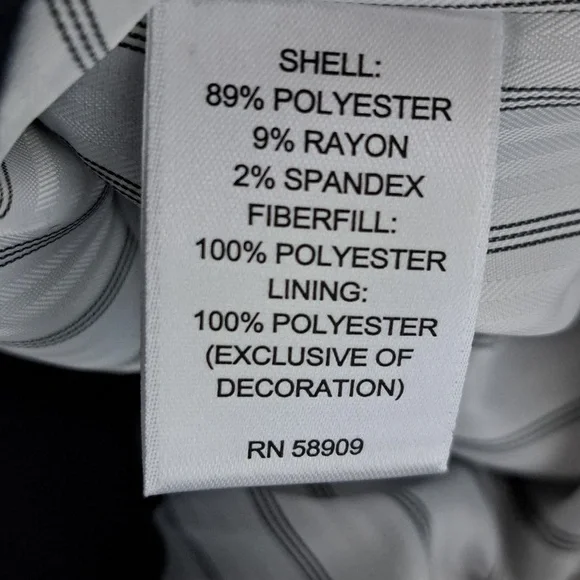 SHELL:
89% POLYESTER
9% RAYON
2% SPANDEX
FIBERFILL:
100% POLYESTER
LINING:
100% POLYESTER
(EXCLUSIVE OF
DECORATION)
RN 58909